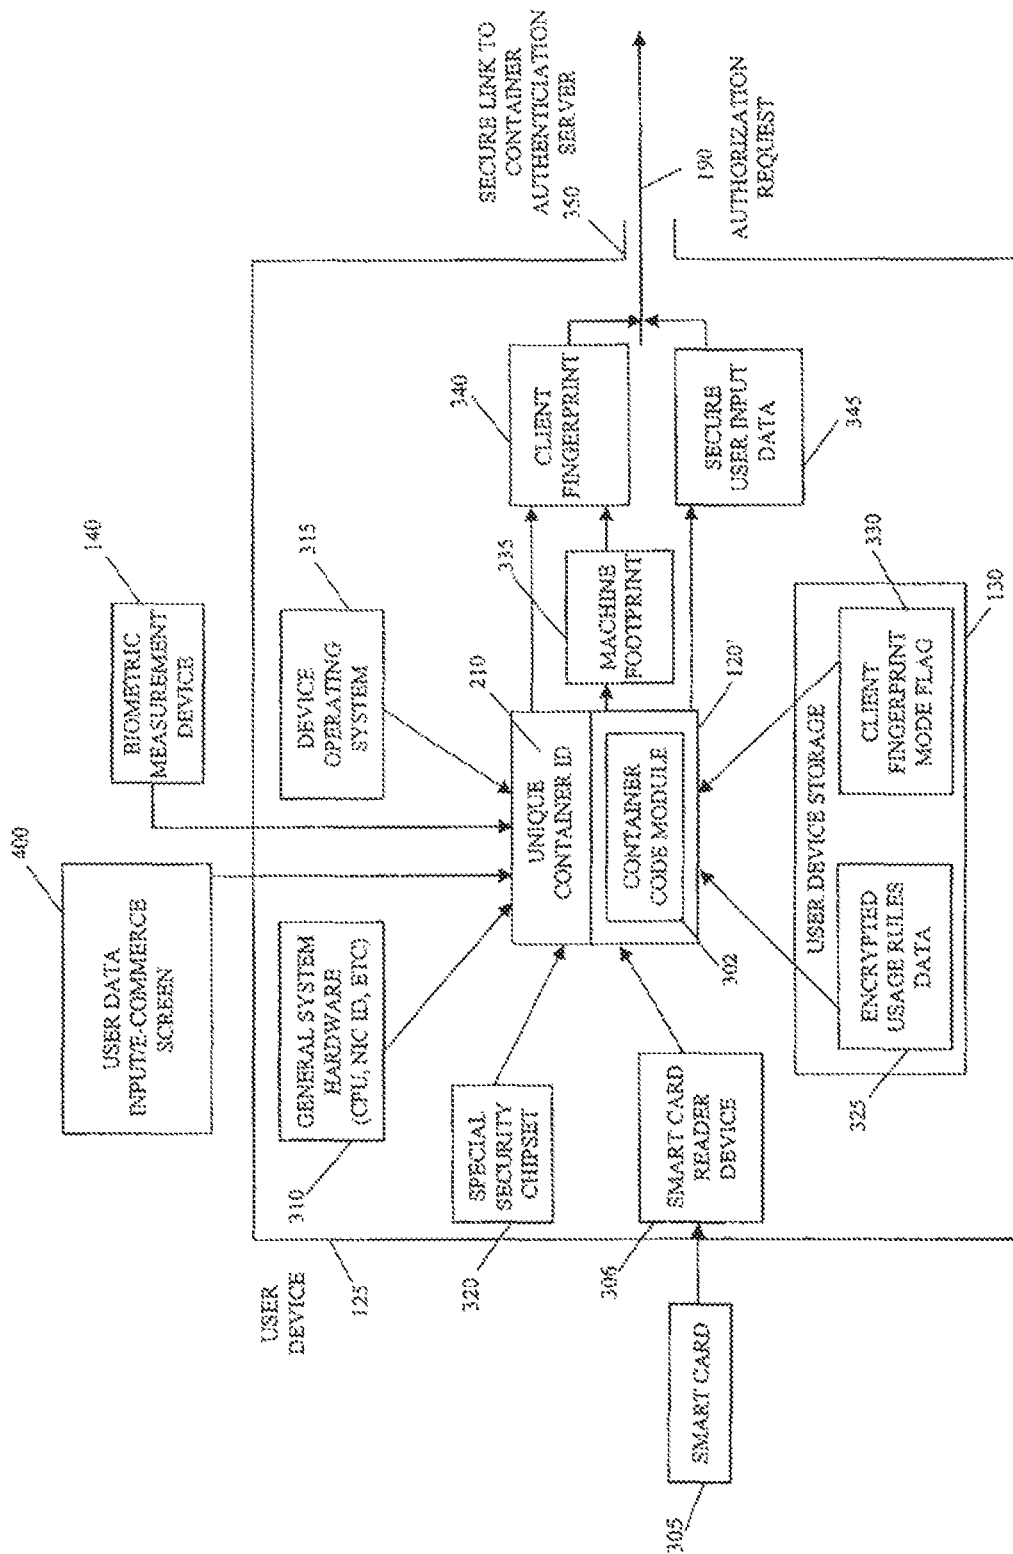 400
USER DATA
INPUT/E-COMMERCE
SCREEN
140
BIOMETRIC
MEASUREMENT
DEVICE
USER
DEVICE
125
310
GENERAL SYSTEM
HARDWARE
(CPU, NIC ID, ETC)
315
DEVICE
OPERATING
SYSTEM
320
SPECIAL
SECURITY
CHIPSET
210
UNIQUE
CONTAINER ID
CONTAINER
CODE MODULE
302
120'
335
MACHINE
FOOTPRINT
340
CLIENT
FINGERPRINT
SECURE
USER INPUT
DATA
345
SECURE LINK TO
CONTAINER
AUTHENTICIATION
SERVER
350
190
AUTHORIZATION
REQUEST
305
SMART CARD
306
SMART CARD
READER
DEVICE
USER DEVICE STORAGE
ENCRYPTED
USAGE RULES
DATA
325
CLIENT
FINGERPRINT
MODE FLAG
330
130